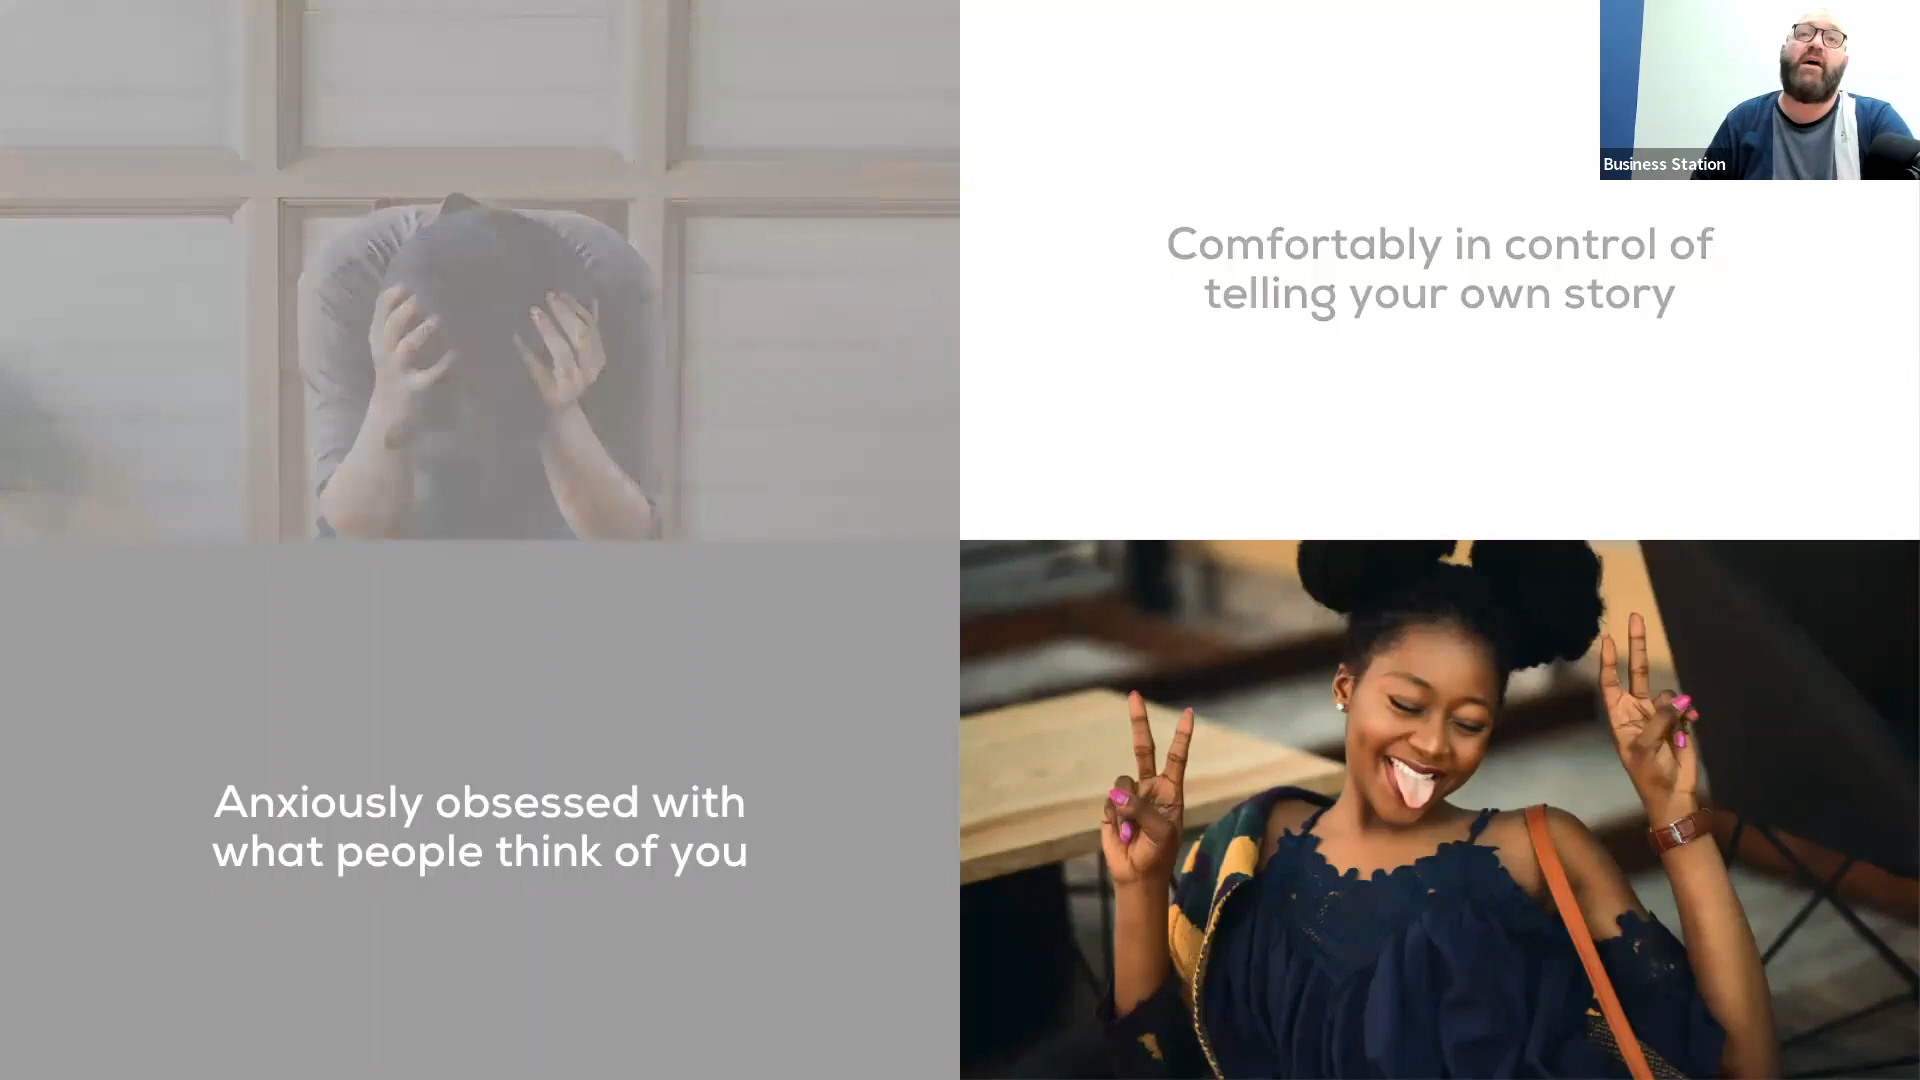 Business Station
Comfortably in control of
telling your own story
Anxiously obsessed with
what people think of you